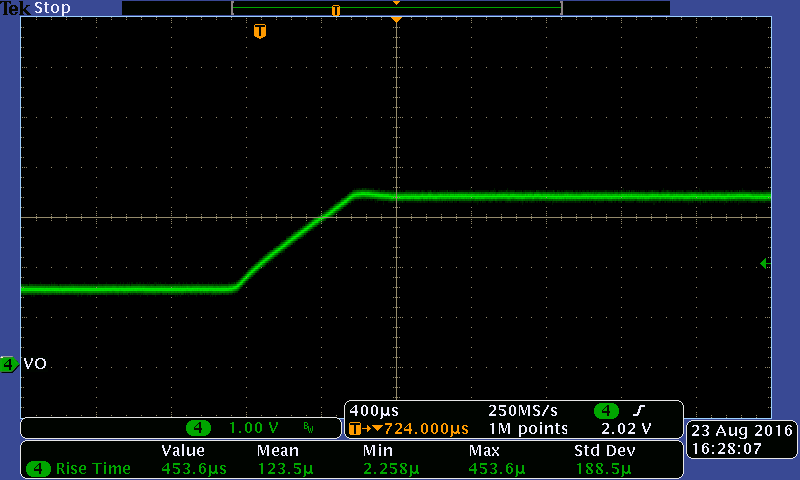 Tek Stop
T
T
4 VO
4 1.00 V BW
400µs 250MS/s 4
T→▼724.000µs 1M points 2.02 V
23 Aug 2016
16:28:07
Value Mean Min Max Std Dev
4 Rise Time 453.6µs 123.5µ 2.258µ 453.6µ 188.5µ